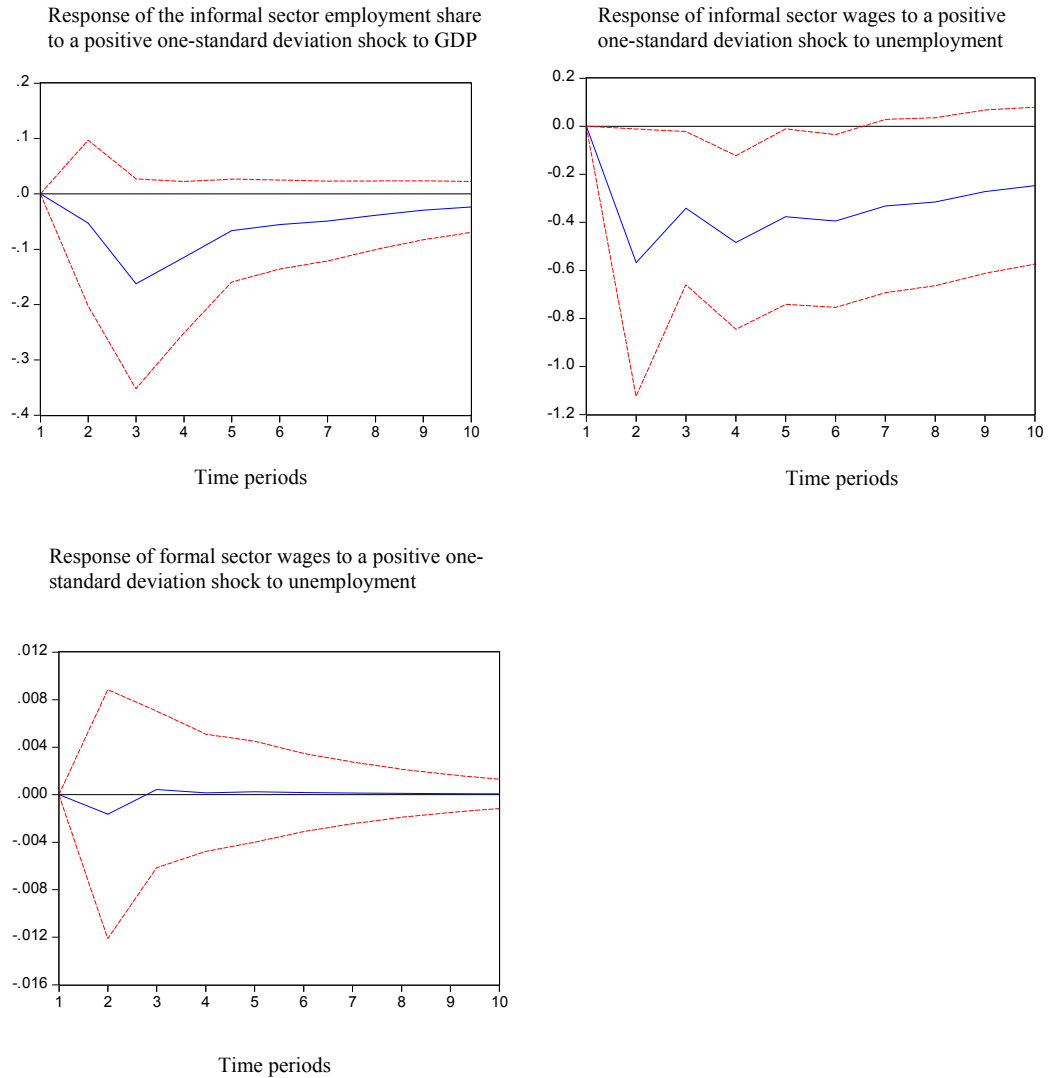 Response of the informal sector employment share
to a positive one-standard deviation shock to GDP
.2
.1
.0
-.1
-.2
-.3
-.4
1 2 3 4 5 6 7 8 9 10
Time periods
Response of informal sector wages to a positive
one-standard deviation shock to unemployment
0.2
0.0
-0.2
-0.4
-0.6
-0.8
-1.0
-1.2
1 2 3 4 5 6 7 8 9 10
Time periods
Response of formal sector wages to a positive one-
standard deviation shock to unemployment
.012
.008
.004
.000
-.004
-.008
-.012
-.016
1 2 3 4 5 6 7 8 9 10
Time periods